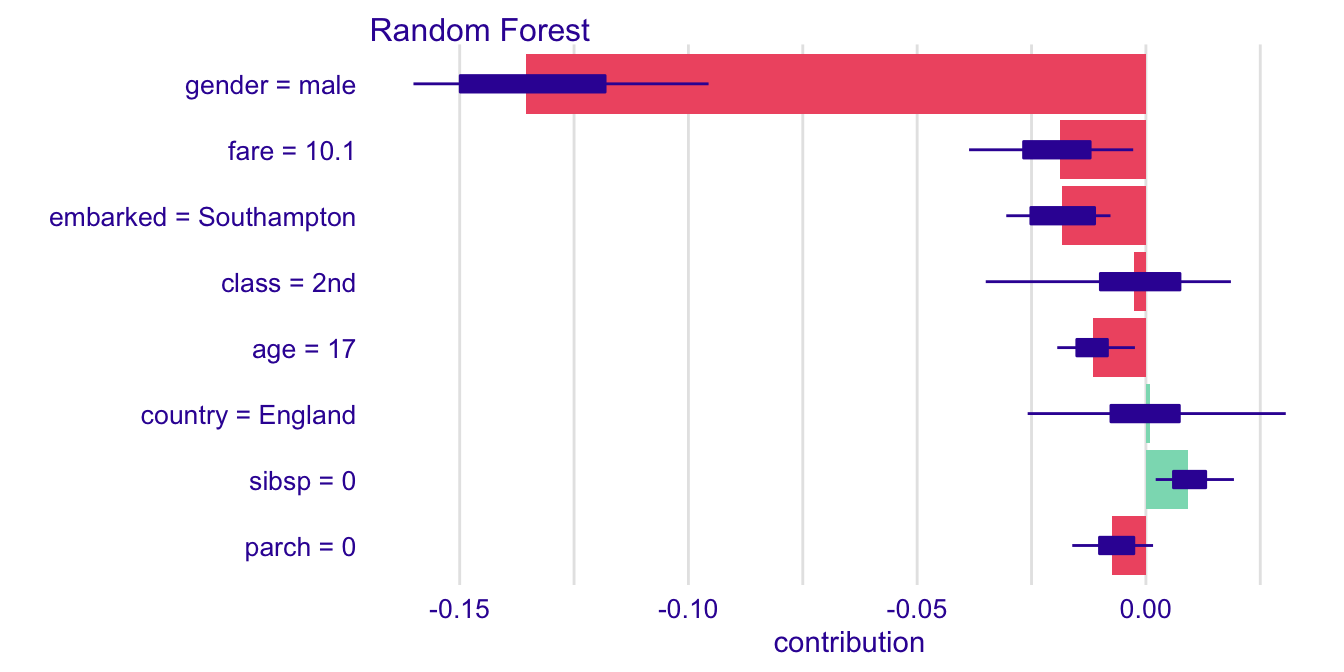 Random Forest
gender = male
fare = 10.1
embarked = Southampton
class = 2nd
age = 17
country = England
sibsp = 0
parch = 0
-0.15 -0.10 -0.05 0.00
contribution